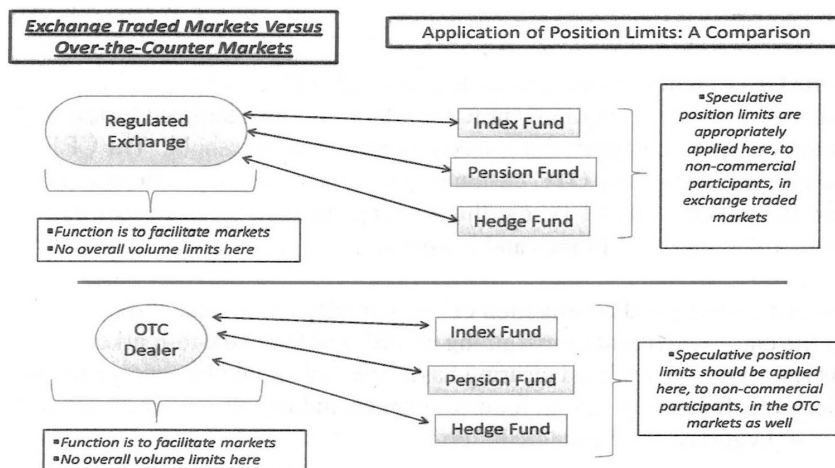 Exchange Traded Markets Versus
Over-the-Counter Markets
Application of Position Limits: A Comparison
Regulated
Exchange
Index Fund
Pension Fund
Hedge Fund
▪Speculative
position limits are
appropriately
applied here, to
non-commercial
participants, in
exchange traded
markets
▪Function is to facilitate markets
▪No overall volume limits here
OTC
Dealer
Index Fund
Pension Fund
Hedge Fund
▪Speculative position
limits should be applied
here, to non-commercial
participants, in the OTC
markets as well
▪Function is to facilitate markets
▪No overall volume limits here